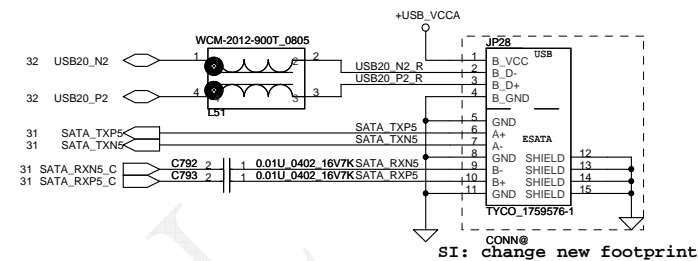 +USB_VCCA
WCM-2012-900T_0805
JP28
USB
32 USB20_N2 1 2 2 USB20_N2_R 1 B_VCC
USB20_P2_R 2 B_D-
3 B_D+
32 USB20_P2 4 3 3 4 B_GND
L51
5 GND
31 SATA_TXP5 SATA_TXP5 6 A+ ESATA
31 SATA_TXN5 SATA_TXN5 7 A-
8 GND SHIELD 12
31 SATA_RXN5_C C792 2 1 0.01U_0402_16V7K SATA_RXN5 9 B- SHIELD 13
31 SATA_RXP5_C C793 2 1 0.01U_0402_16V7K SATA_RXP5 10 B+ SHIELD 14
11 GND SHIELD 15
TYCO_1759576-1
CONN@
SI: change new footprint